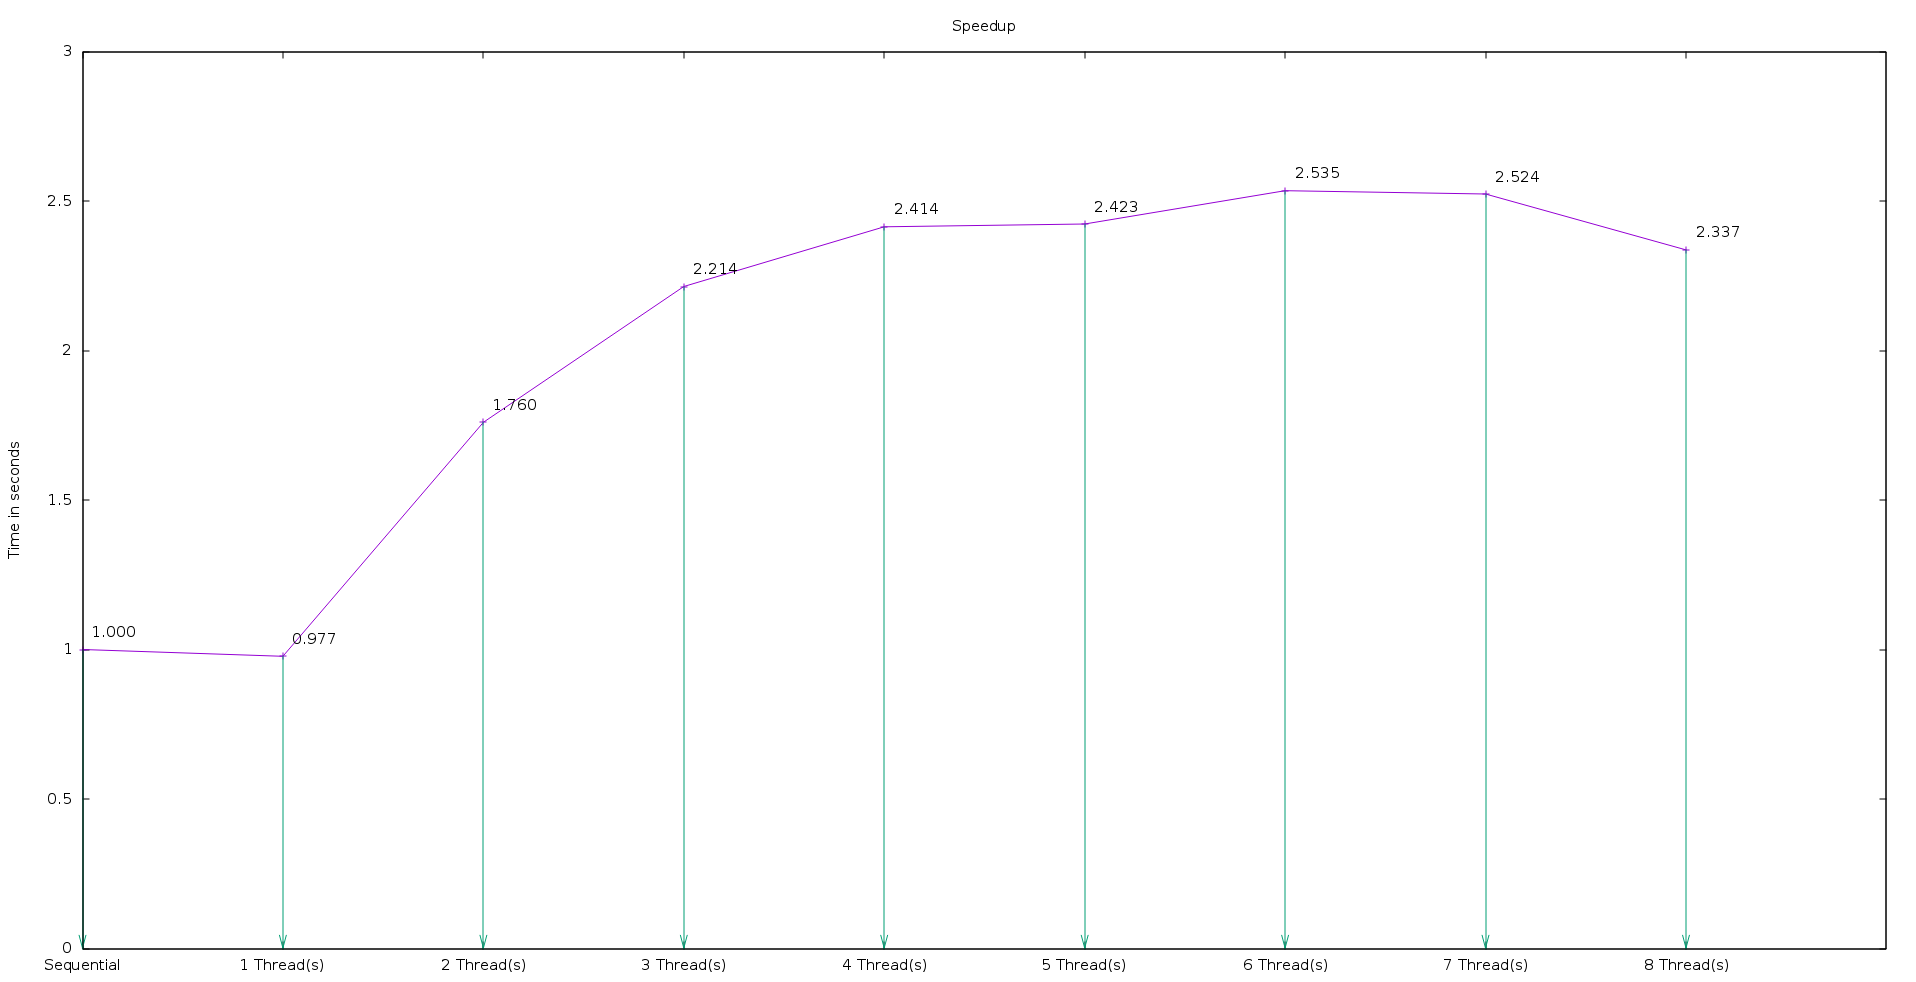 Speedup
3
2.5
2
1.5
1
0.5
0
Time in seconds
1.000
0.977
1.760
2.214
2.414
2.423
2.535
2.524
2.337
Sequential
1 Thread(s)
2 Thread(s)
3 Thread(s)
4 Thread(s)
5 Thread(s)
6 Thread(s)
7 Thread(s)
8 Thread(s)